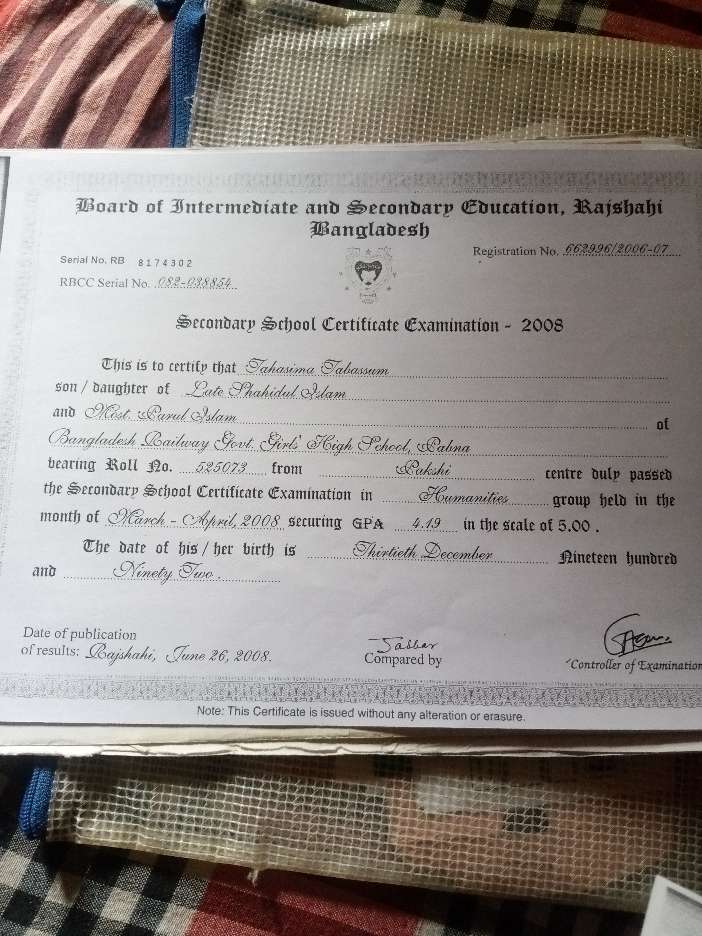 Board of Intermediate and Secondary Education, Rajshahi
Bangladesh
Serial No. RB 8174302
Registration No. 662996/2006-07
RBCC Serial No. 082-038854
Secondary School Certificate Examination - 2008
This is to certify that Tahasima Tabassum
son / daughter of Late Shahidul Islam
and Most. Parul Islam of
Bangladesh Railway Govt. Girls' High School, Pabna
bearing Roll No. 525073 from Pakshi centre duly passed
the Secondary School Certificate Examination in Humanities group held in the
month of March - April, 2008 securing GPA 4.19 in the scale of 5.00 .
The date of his / her birth is Thirtieth December Nineteen hundred
and Ninety Two .
Date of publication
of results: Rajshahi, June 26, 2008.
Jabbar
Compared by
Controller of Examination
Note: This Certificate is issued without any alteration or erasure.